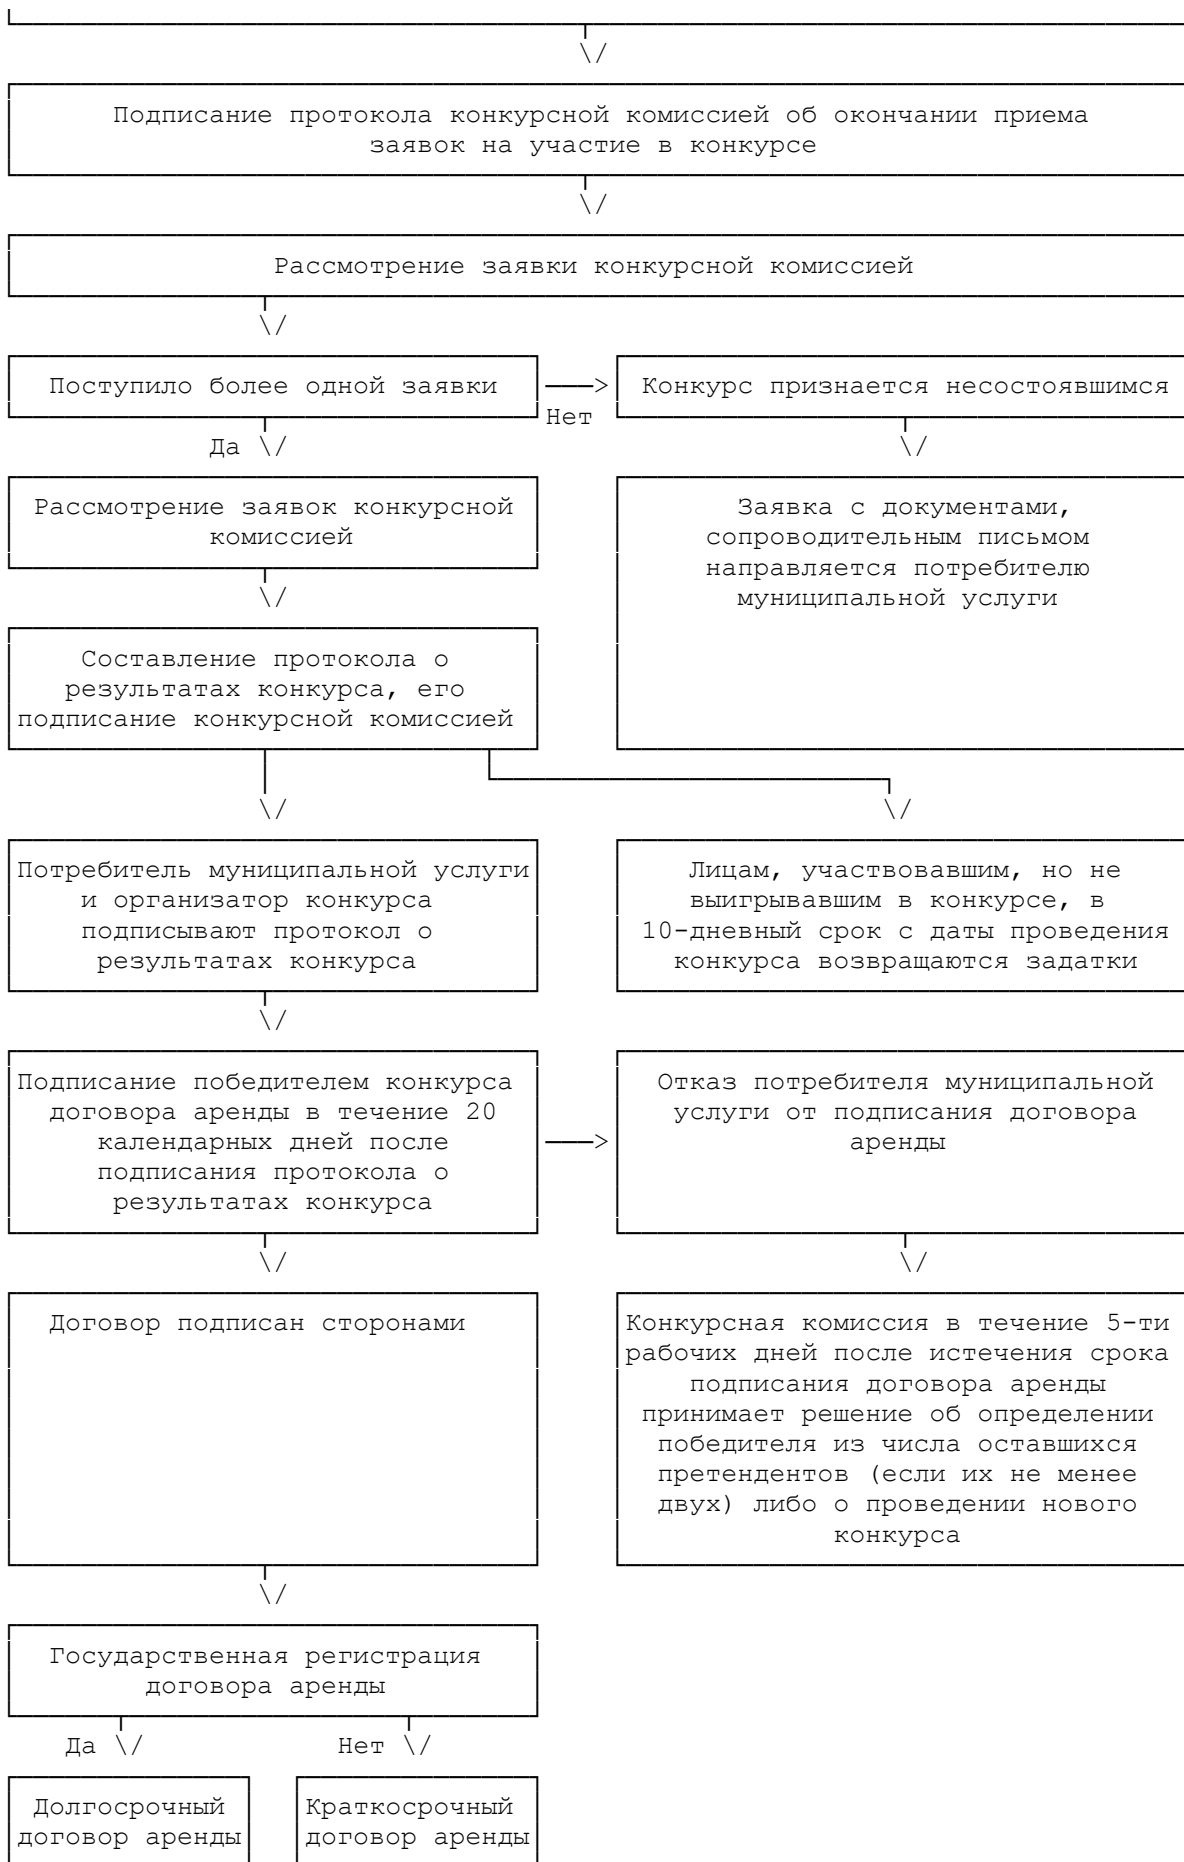 Подписание протокола конкурсной комиссией об окончании приема
заявок на участие в конкурсе
Рассмотрение заявки конкурсной комиссией
Поступило более одной заявки
Нет
Конкурс признается несостоявшимся
Да
Рассмотрение заявок конкурсной
комиссией
Заявка с документами,
сопроводительным письмом
направляется потребителю
муниципальной услуги
Составление протокола о
результатах конкурса, его
подписание конкурсной комиссией
Потребитель муниципальной услуги
и организатор конкурса
подписывают протокол о
результатах конкурса
Лицам, участвовавшим, но не
выигрывавшим в конкурсе, в
10-дневный срок с даты проведения
конкурса возвращаются задатки
Подписание победителем конкурса
договора аренды в течение 20
календарных дней после
подписания протокола о
результатах конкурса
Отказ потребителя муниципальной
услуги от подписания договора
аренды
Договор подписан сторонами
Конкурсная комиссия в течение 5-ти
рабочих дней после истечения срока
подписания договора аренды
принимает решение об определении
победителя из числа оставшихся
претендентов (если их не менее
двух) либо о проведении нового
конкурса
Государственная регистрация
договора аренды
Да
Нет
Долгосрочный
договор аренды
Краткосрочный
договор аренды